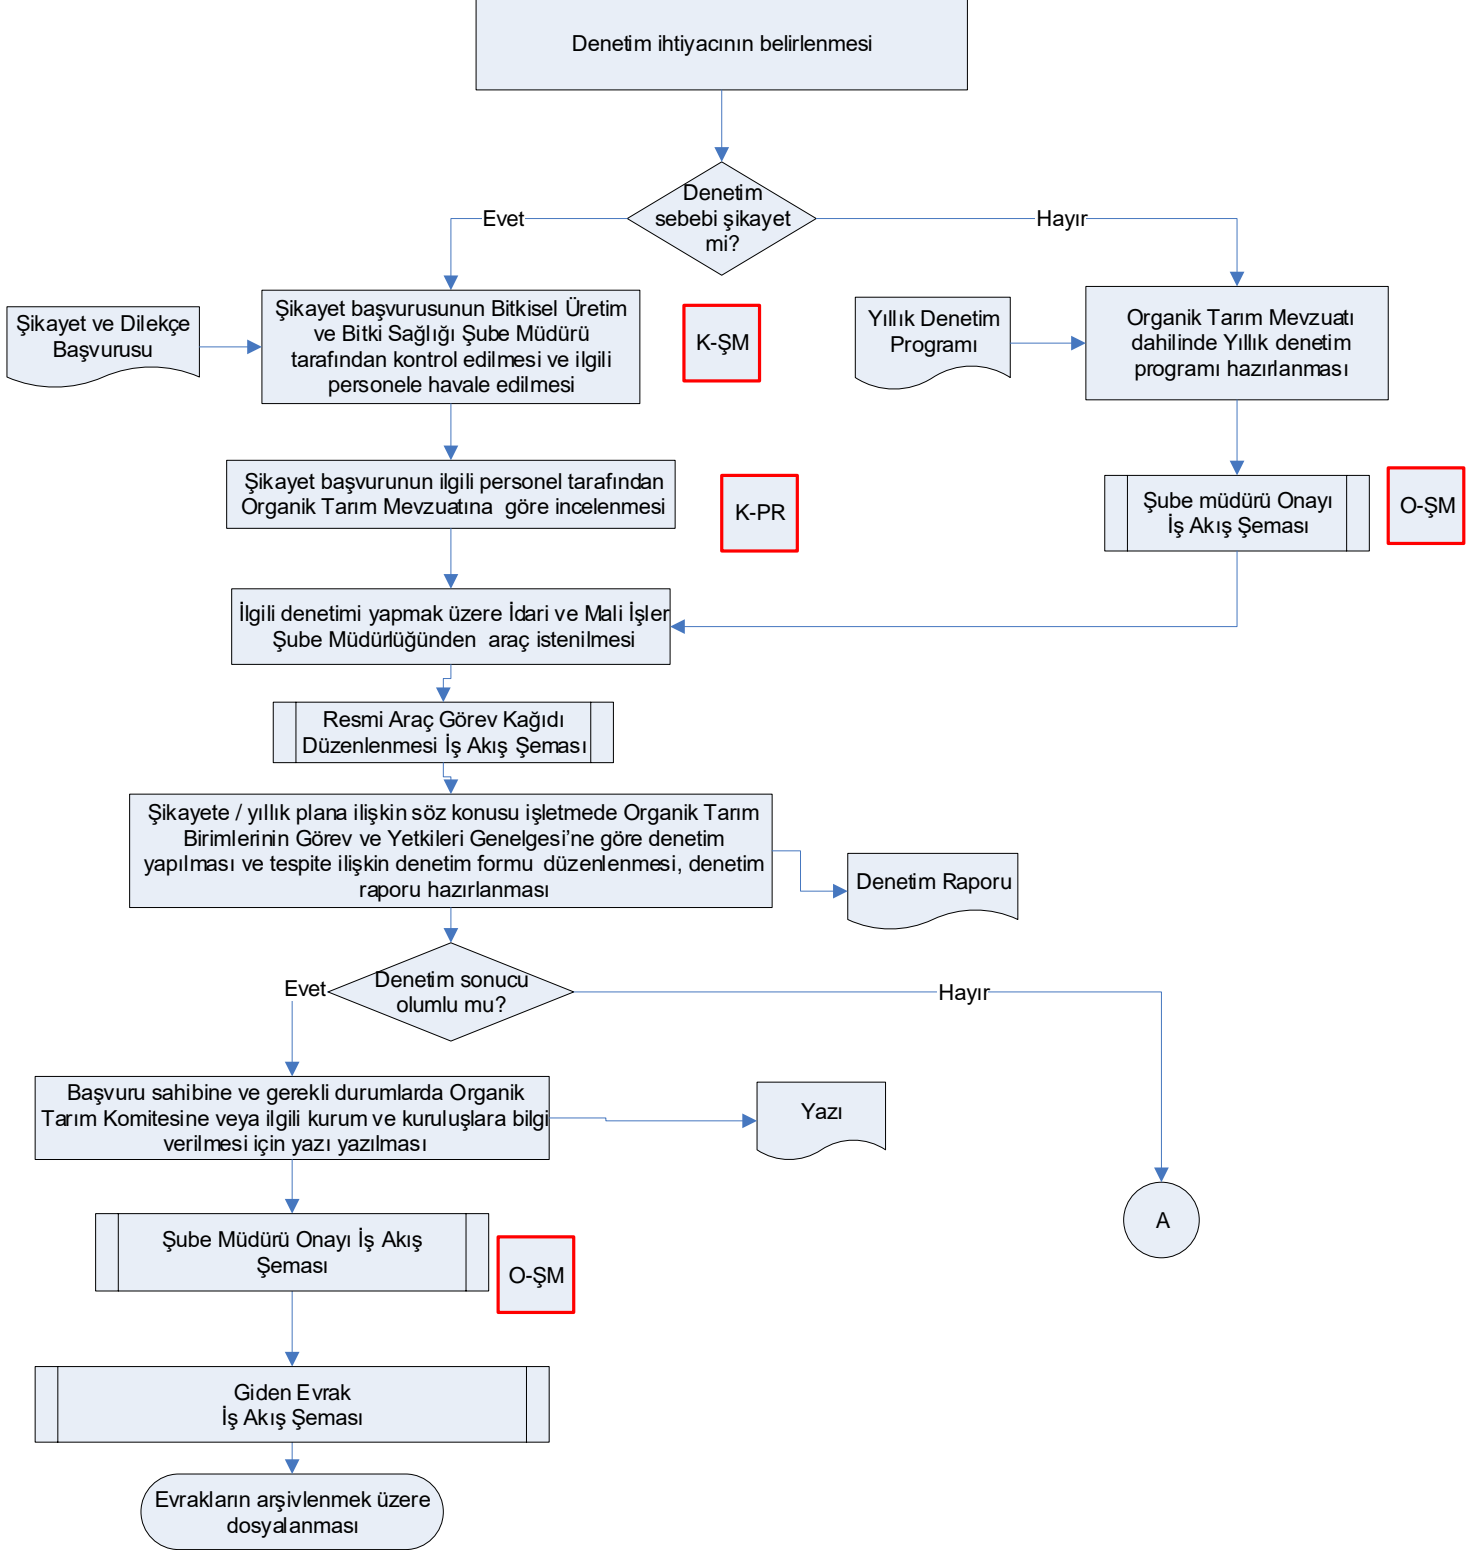 Denetim ihtiyacının belirlenmesi
Denetim
sebebi şikayet
mi?
Evet
Hayır
Şikayet ve Dilekçe
Başvurusu
Şikayet başvurusunun Bitkisel Üretim
ve Bitki Sağlığı Şube Müdürü
tarafından kontrol edilmesi ve ilgili
personele havale edilmesi
K-ŞM
Yıllık Denetim
Programı
Organik Tarım Mevzuatı
dahilinde Yıllık denetim
programı hazırlanması
Şikayet başvurunun ilgili personel tarafından
Organik Tarım Mevzuatına göre incelenmesi
K-PR
Şube müdürü Onayı
İş Akış Şeması
O-ŞM
İlgili denetimi yapmak üzere İdari ve Mali İşler
Şube Müdürlüğünden araç istenilmesi
Resmi Araç Görev Kağıdı
Düzenlenmesi İş Akış Şeması
Şikayete / yıllık plana ilişkin söz konusu işletmede Organik Tarım
Birimlerinin Görev ve Yetkileri Genelgesi’ne göre denetim
yapılması ve tespite ilişkin denetim formu düzenlenmesi, denetim
raporu hazırlanması
Denetim Raporu
Denetim sonucu
olumlu mu?
Evet
Hayır
Başvuru sahibine ve gerekli durumlarda Organik
Tarım Komitesine veya ilgili kurum ve kuruluşlara bilgi
verilmesi için yazı yazılması
Yazı
A
Şube Müdürü Onayı İş Akış
Şeması
O-ŞM
Giden Evrak
İş Akış Şeması
Evrakların arşivlenmek üzere
dosyalanması